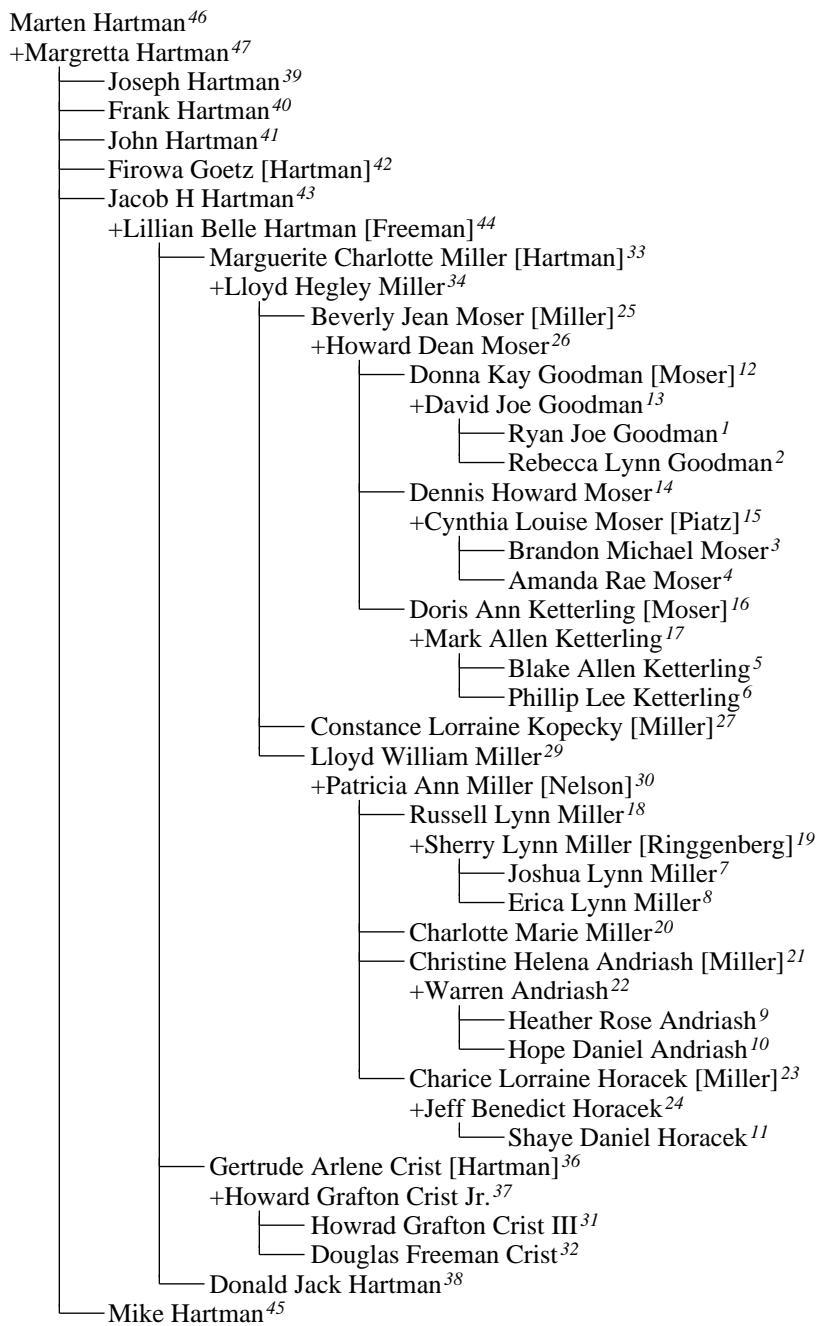 Marten Hartman46
+Margretta Hartman47
Joseph Hartman39
Frank Hartman40
John Hartman41
Firowa Goetz [Hartman]42
Jacob H Hartman43
+Lillian Belle Hartman [Freeman]44
Marguerite Charlotte Miller [Hartman]33
+Lloyd Hegley Miller34
Beverly Jean Moser [Miller]25
+Howard Dean Moser26
Donna Kay Goodman [Moser]12
+David Joe Goodman13
Ryan Joe Goodman1
Rebecca Lynn Goodman2
Dennis Howard Moser14
+Cynthia Louise Moser [Piatz]15
Brandon Michael Moser3
Amanda Rae Moser4
Doris Ann Ketterling [Moser]16
+Mark Allen Ketterling17
Blake Allen Ketterling5
Phillip Lee Ketterling6
Constance Lorraine Kopecky [Miller]27
Lloyd William Miller29
+Patricia Ann Miller [Nelson]30
Russell Lynn Miller18
+Sherry Lynn Miller [Ringgenberg]19
Joshua Lynn Miller7
Erica Lynn Miller8
Charlotte Marie Miller20
Christine Helena Andriash [Miller]21
+Warren Andriash22
Heather Rose Andriash9
Hope Daniel Andriash10
Charice Lorraine Horacek [Miller]23
+Jeff Benedict Horacek24
Shaye Daniel Horacek11
Gertrude Arlene Crist [Hartman]36
+Howard Grafton Crist Jr.37
Howrad Grafton Crist III31
Douglas Freeman Crist32
Donald Jack Hartman38
Mike Hartman45